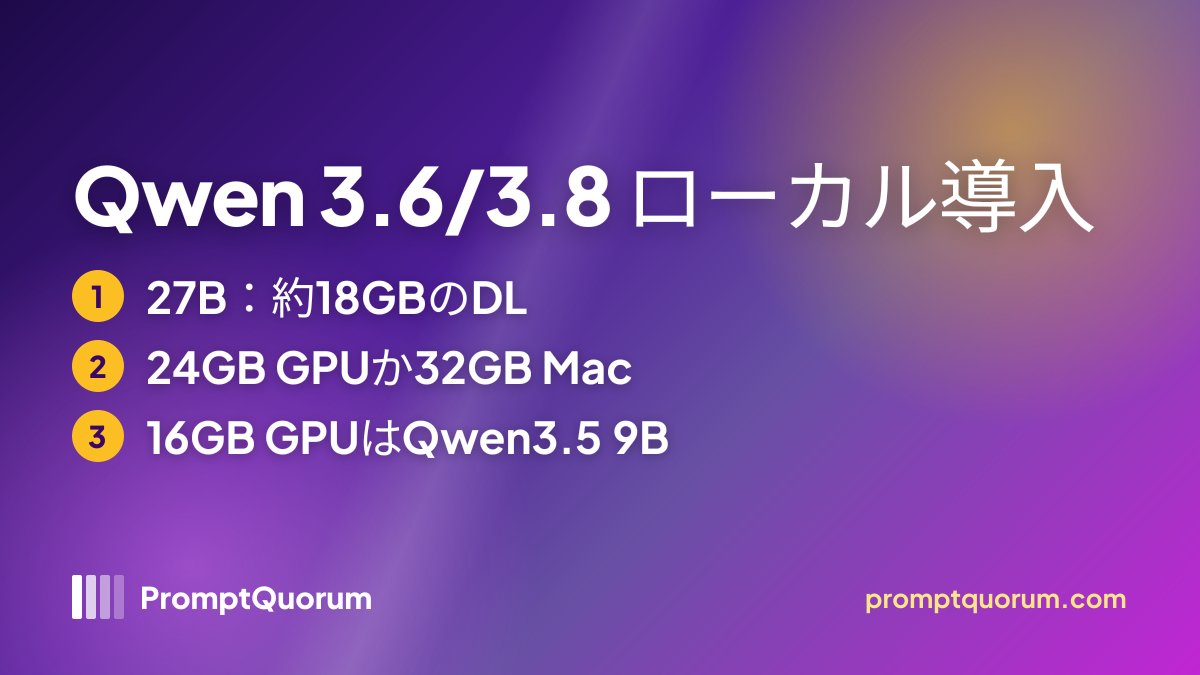 Qwen 3.6/3.8 ローカル導入
1 27B：約18GBのDL
2 24GB GPUか32GB Mac
3 16GB GPUはQwen3.5 9B
PromptQuorum
promptquorum.com